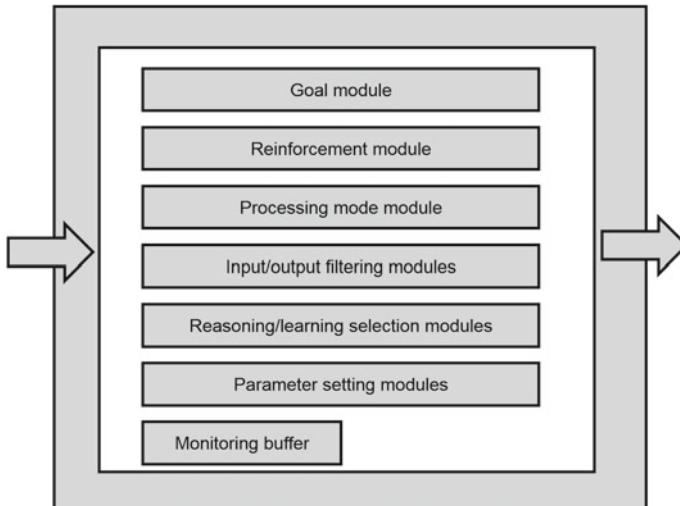 Goal module
Reinforcement module
Processing mode module
Input/output filtering modules
Reasoning/learning selection modules
Parameter setting modules
Monitoring buffer